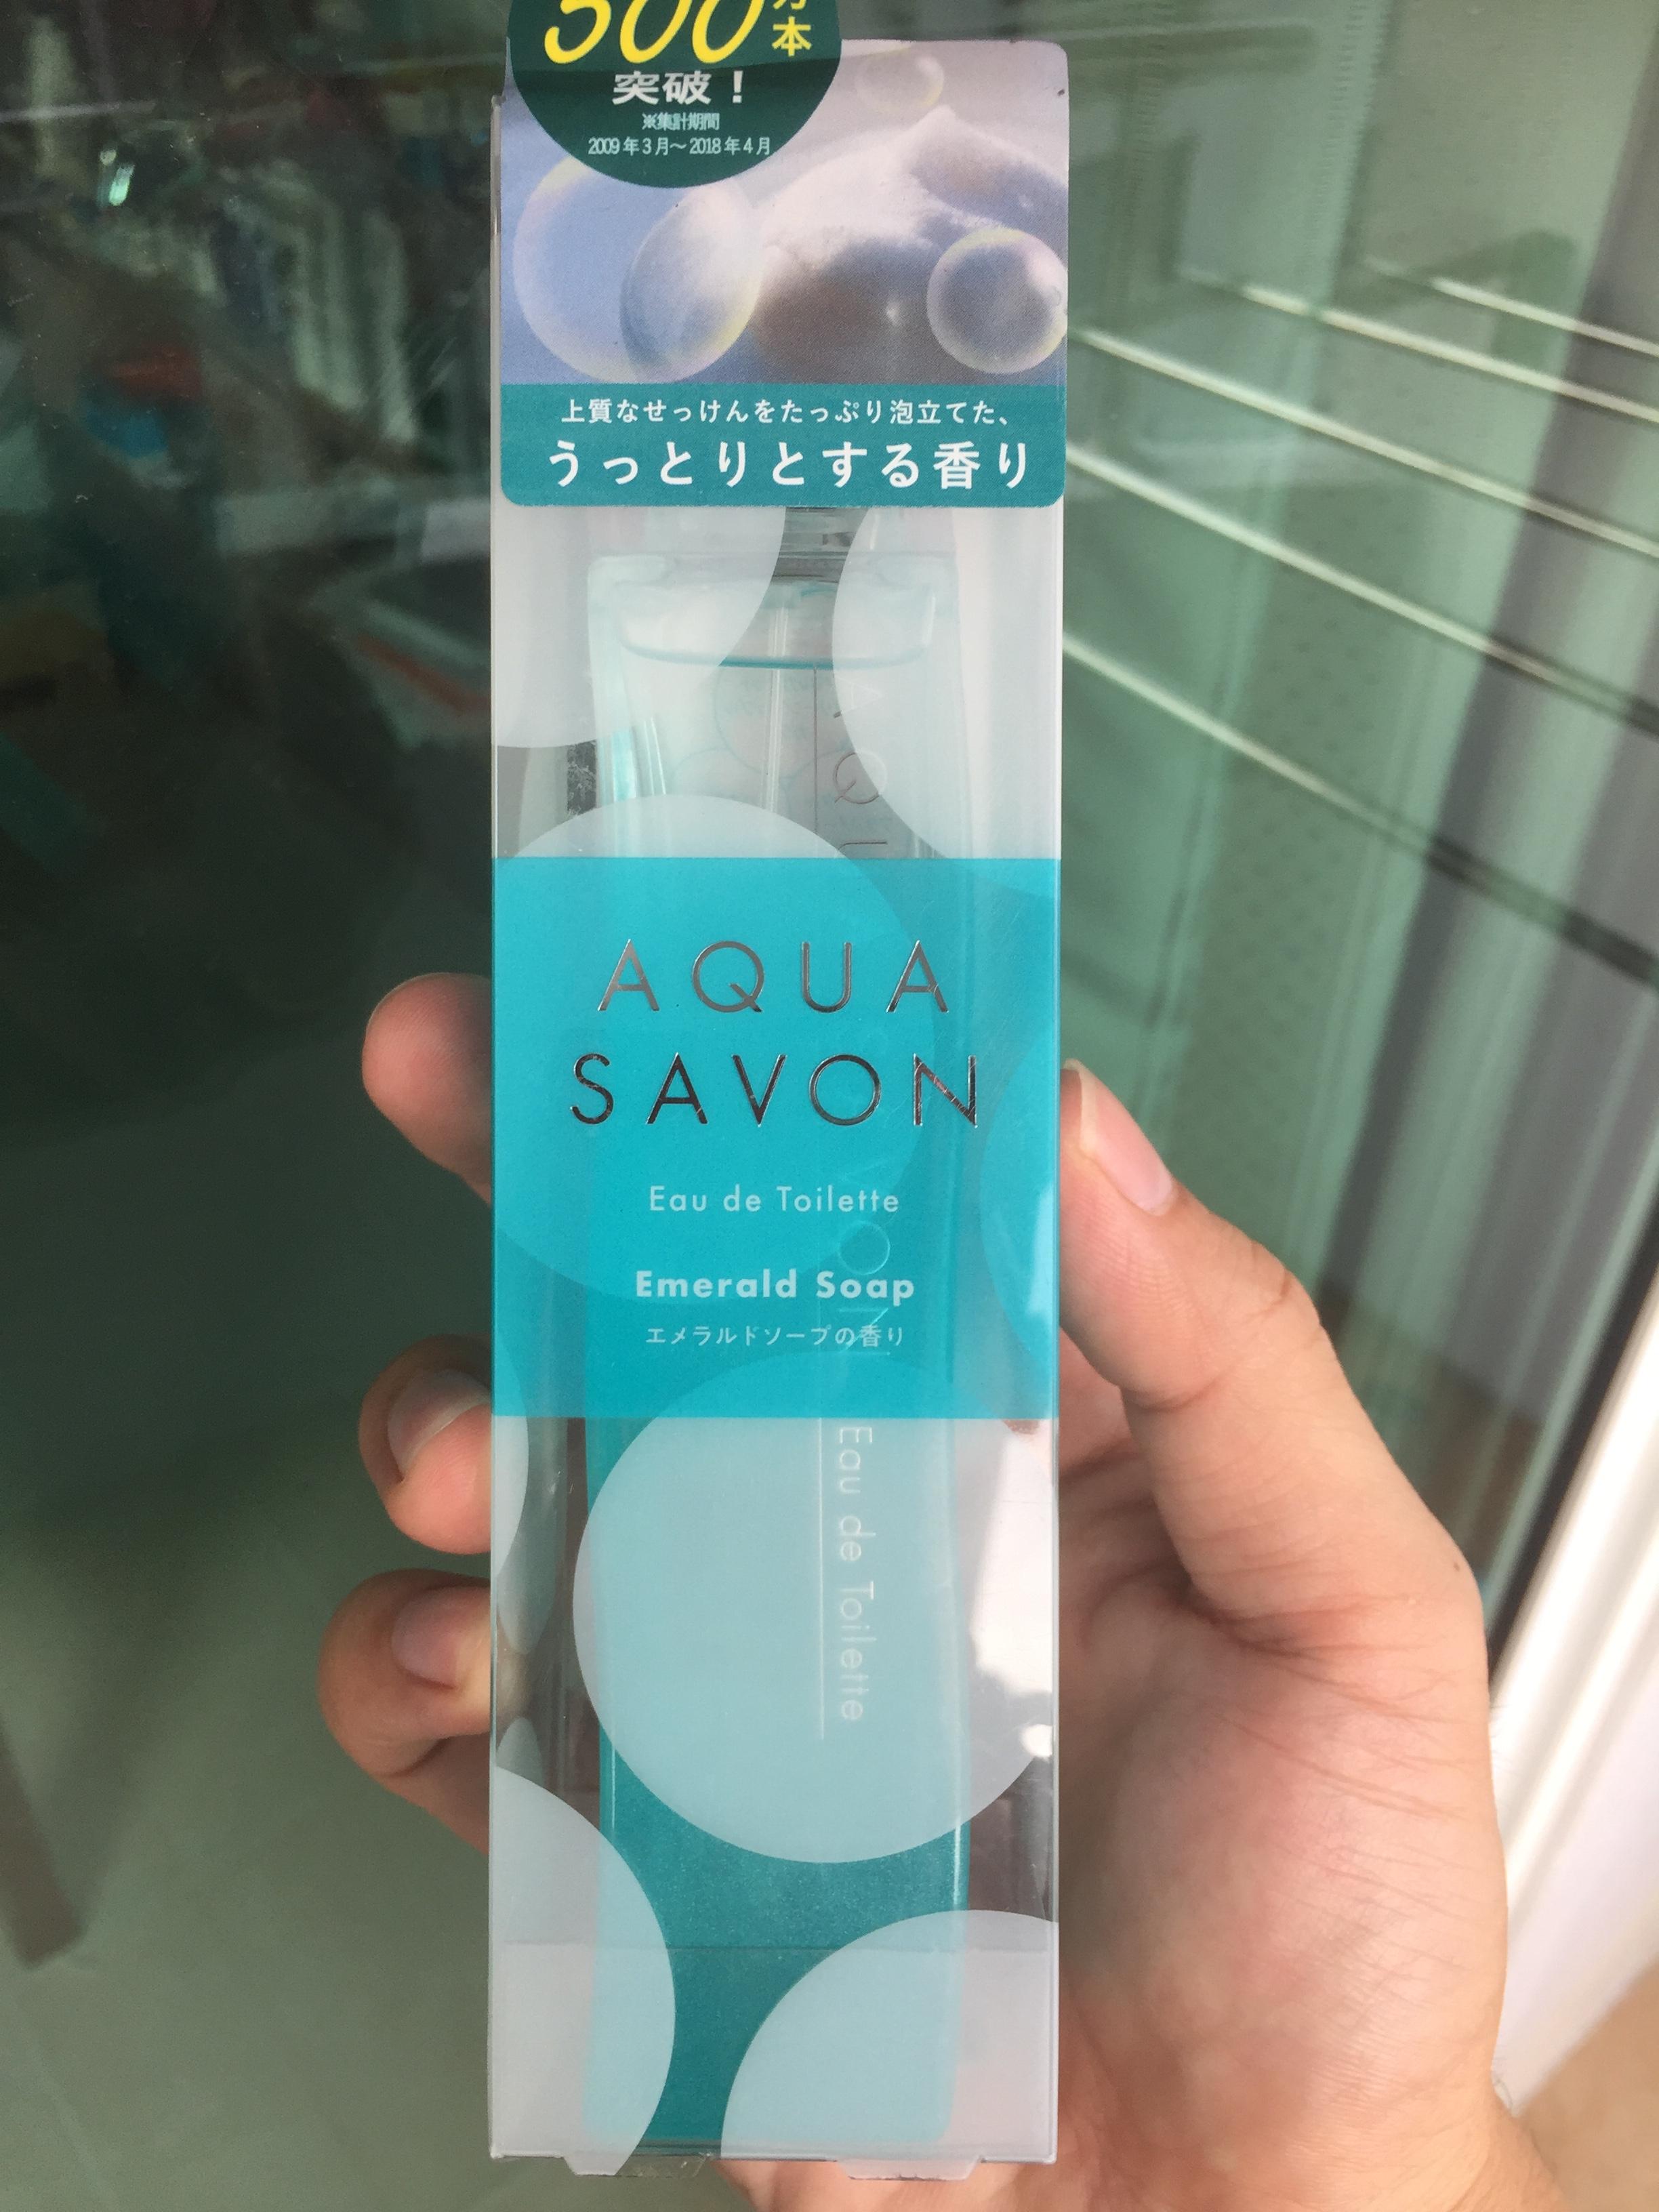 500万本
突破！
※集計期間
2009年3月〜2018年4月
上質なせっけんをたっぷり泡立てた、
うっとりとする香り
AQUA
SAVON
Eau de Toilette
Emerald Soap
エメラルドソープの香り
Eau de Toilette